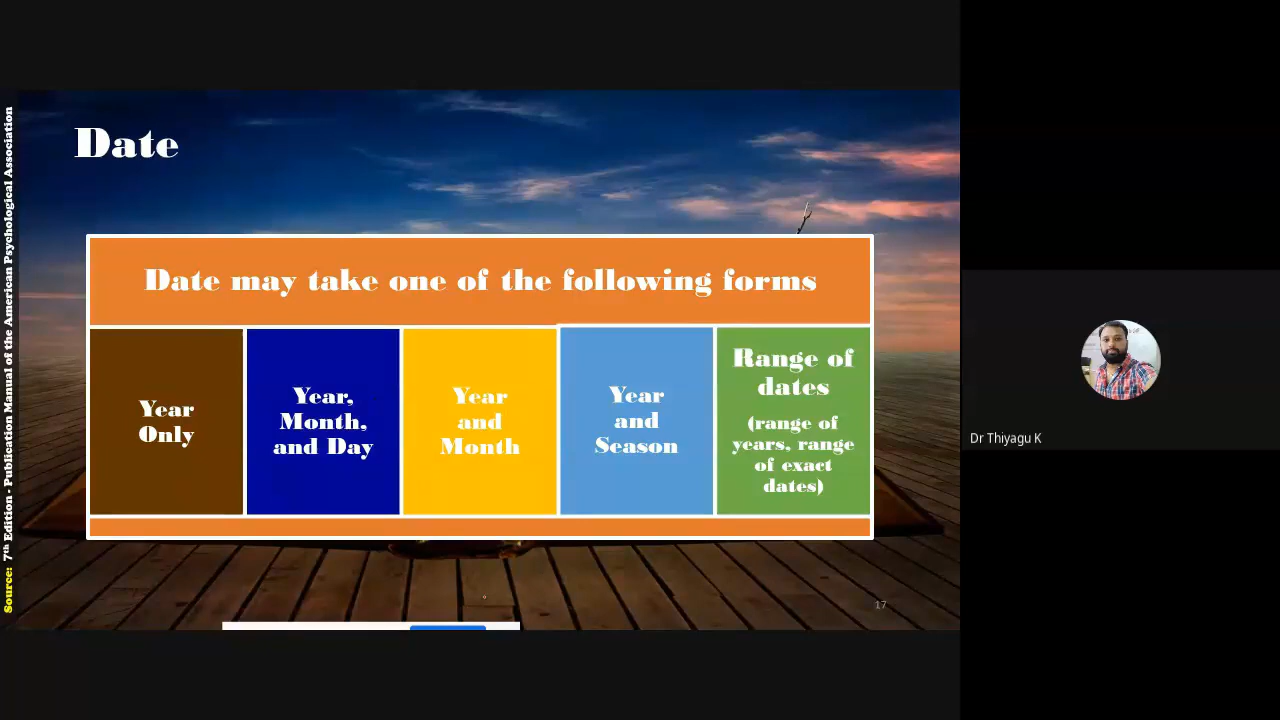 Source: 7th Edition - Publication Manual of the American Psychological Association
Date
Date may take one of the following forms
Year
Only
Year,
Month,
and Day
Year
and
Month
Year
and
Season
Range of
dates
(range of
years, range
of exact
dates)
17
Dr Thiyagu K